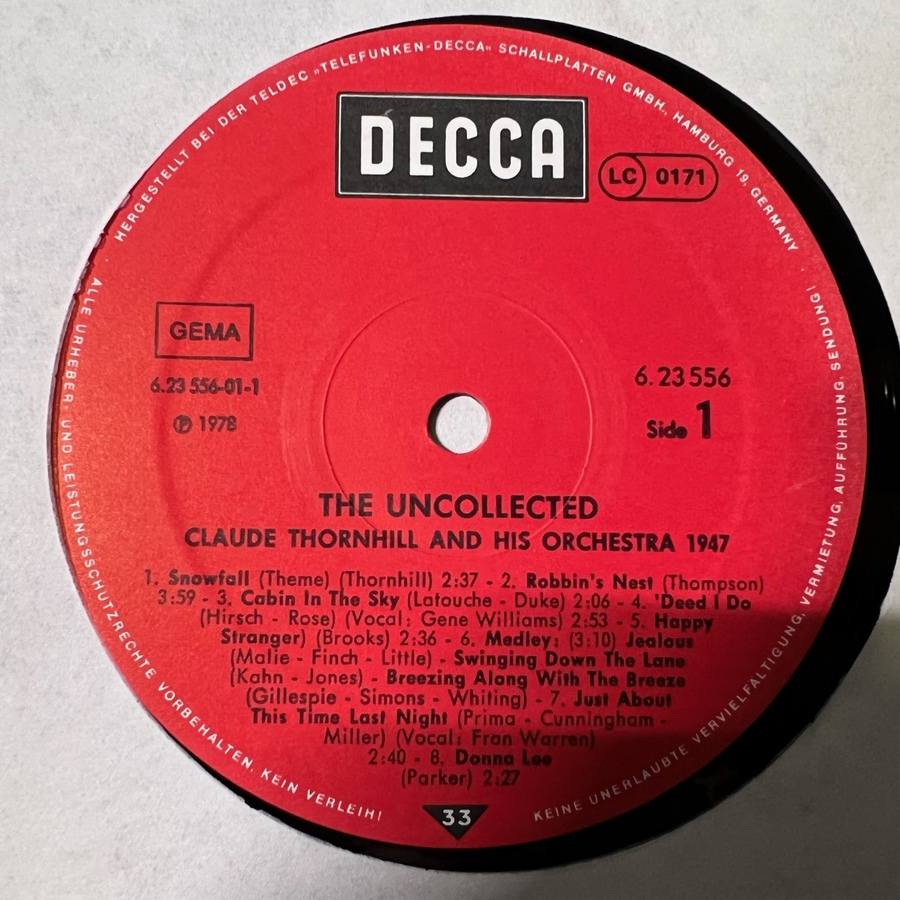 HERGESTELLT BEI DER TELDEC »TELEFUNKEN-DECCA« SCHALLPLATTEN GMBH, HAMBURG 19, GERMANY
DECCA
LC 0171
GEMA
6.23 556-01-1
℗ 1978
6.23 556
Side 1
THE UNCOLLECTED
CLAUDE THORNHILL AND HIS ORCHESTRA 1947
1. Snowfall (Theme) (Thornhill) 2:37 - 2. Robbin's Nest (Thompson)
3:59 - 3. Cabin In The Sky (Latouche - Duke) 2:06 - 4. 'Deed I Do
(Hirsch - Rose) (Vocal: Gene Williams) 2:53 - 5. Happy
Stranger) (Brooks) 2:36 - 6. Medley: (3:10) Jealous
(Malie - Finch - Little) - Swinging Down The Lane
(Kahn - Jones) - Breezing Along With The Breeze
(Gillespie - Simons - Whiting) - 7. Just About
This Time Last Night (Prima - Cunningham -
Miller) (Vocal: Fran Warren)
2:40 - 8. Donna Lee
(Parker) 2:27
33
ALLE URHEBER- UND LEISTUNGSSCHUTZRECHTE VORBEHALTEN, KEIN VERLEIH!
KEINE UNERLAUBTE VERVIELFALTIGUNG, VERMIETUNG, AUFFÜHRUNG, SENDUNG!